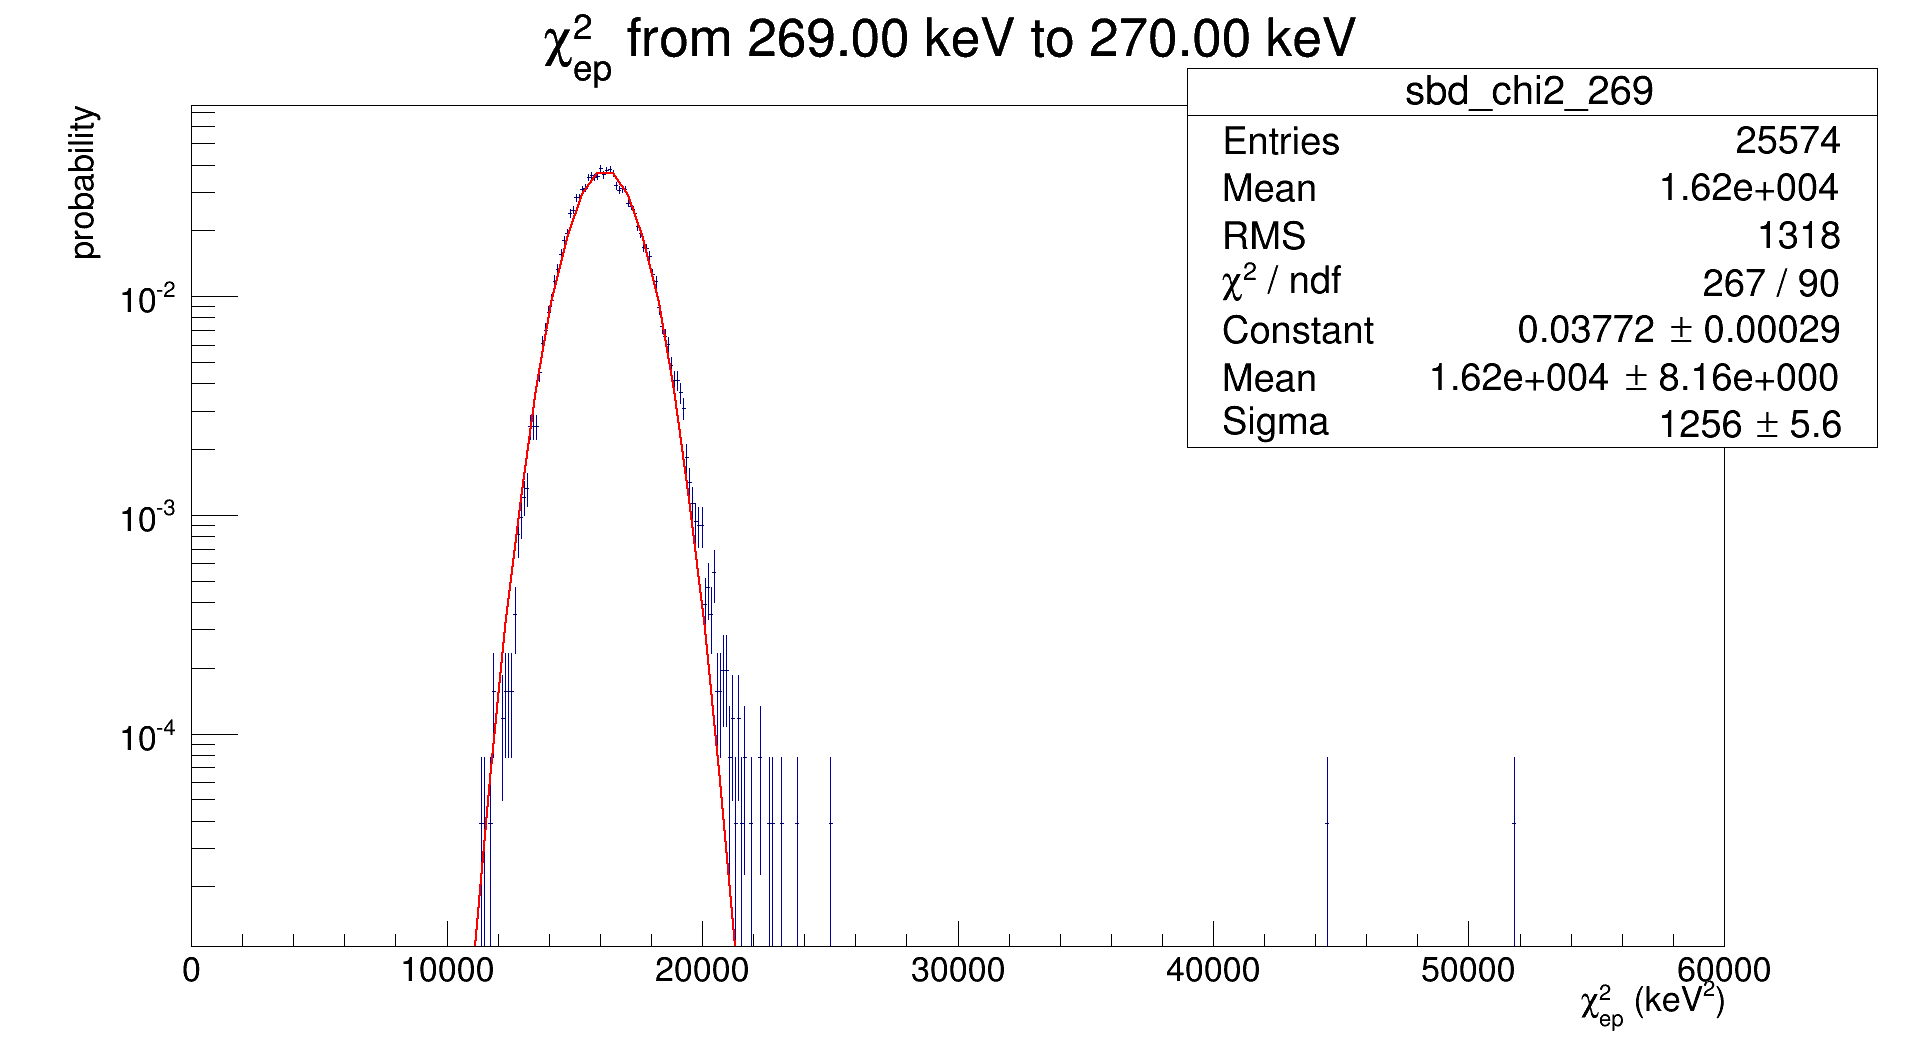 χ²ep from 269.00 keV to 270.00 keV
sbd_chi2_269
Entries 25574
Mean 1.62e+004
RMS 1318
χ² / ndf 267 / 90
Constant 0.03772 ± 0.00029
Mean 1.62e+004 ± 8.16e+000
Sigma 1256 ± 5.6
probability
10⁻²
10⁻³
10⁻⁴
0 10000 20000 30000 40000 50000 60000
χ²ep (keV²)